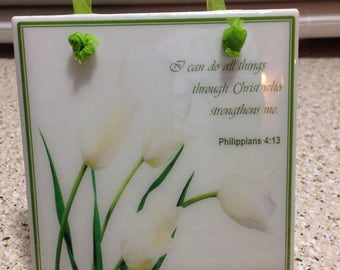 I can do all things
through Christ who
strengthens me.
Philippians 4:13